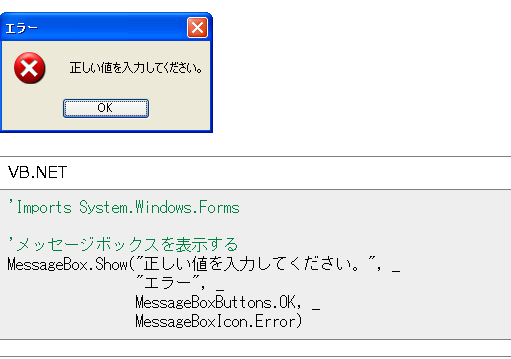 エラー
正しい値を入力してください。
OK
VB.NET
'Imports System.Windows.Forms
'メッセージボックスを表示する
MessageBox.Show("正しい値を入力してください。", _
"エラー", _
MessageBoxButtons.OK, _
MessageBoxIcon.Error)